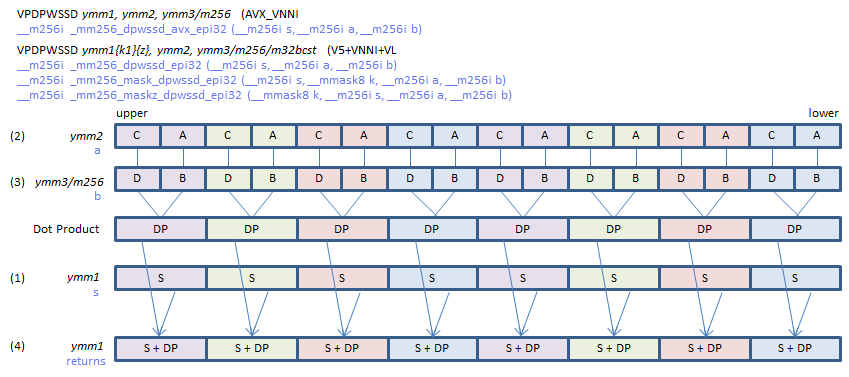 VPDPWSSD ymm1, ymm2, ymm3/m256 (AVX_VNNI
__m256i _mm256_dpwssd_avx_epi32 (__m256i s, __m256i a, __m256i b)
VPDPWSSD ymm1{k1}{z}, ymm2, ymm3/m256/m32bcst (V5+VNNI+VL
__m256i _mm256_dpwssd_epi32 (__m256i s, __m256i a, __m256i b)
__m256i _mm256_mask_dpwssd_epi32 (__m256i s, __mmask8 k, __m256i a, __m256i b)
__m256i _mm256_maskz_dpwssd_epi32 (__mmask8 k, __m256i s, __m256i a, __m256i b)
upper lower
(2) ymm2 C A C A C A C A C A C A C A C A
a
(3) ymm3/m256 D B D B D B D B D B D B D B D B
b
Dot Product DP DP DP DP DP DP DP DP
(1) ymm1 S S S S S S S S
s
(4) ymm1 S + DP S + DP S + DP S + DP S + DP S + DP S + DP S + DP
returns